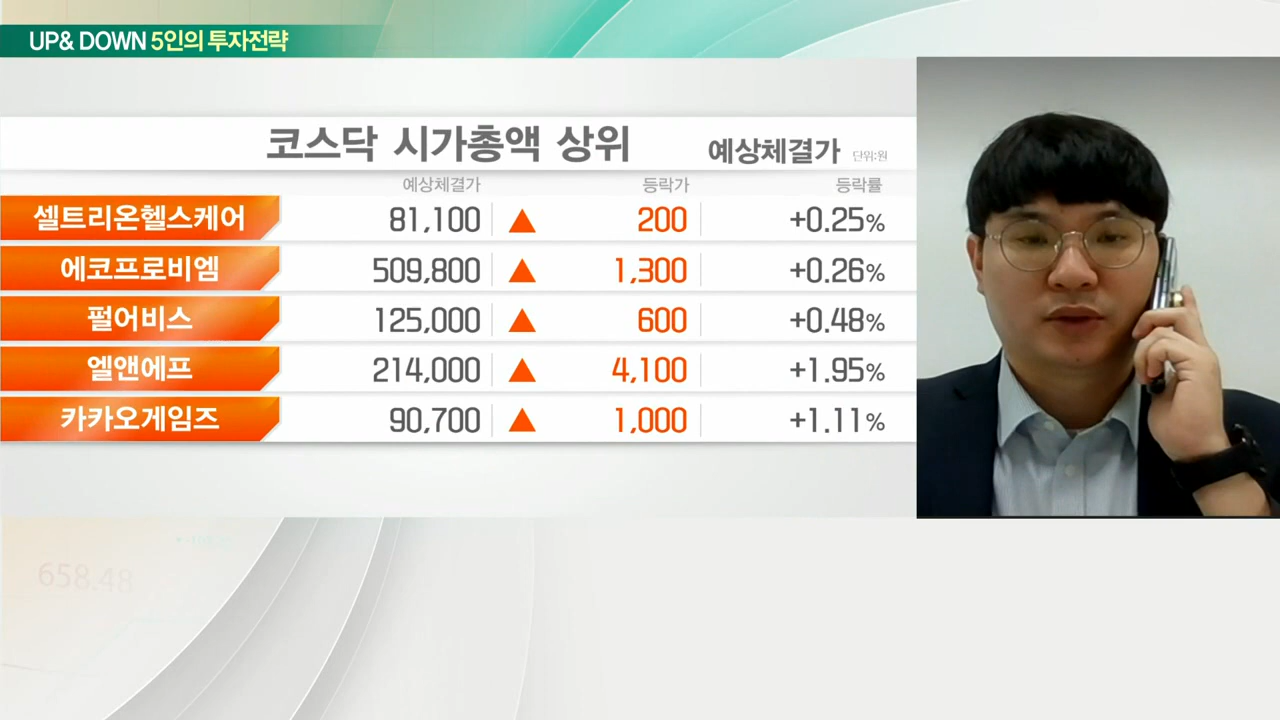 UP& DOWN 5인의 투자전략
코스닥 시가총액 상위 예상체결가 단위:원
예상체결가 등락가 등락률
셀트리온헬스케어 81,100 ▲ 200 +0.25%
에코프로비엠 509,800 ▲ 1,300 +0.26%
펄어비스 125,000 ▲ 600 +0.48%
엘앤에프 214,000 ▲ 4,100 +1.95%
카카오게임즈 90,700 ▲ 1,000 +1.11%
658.48